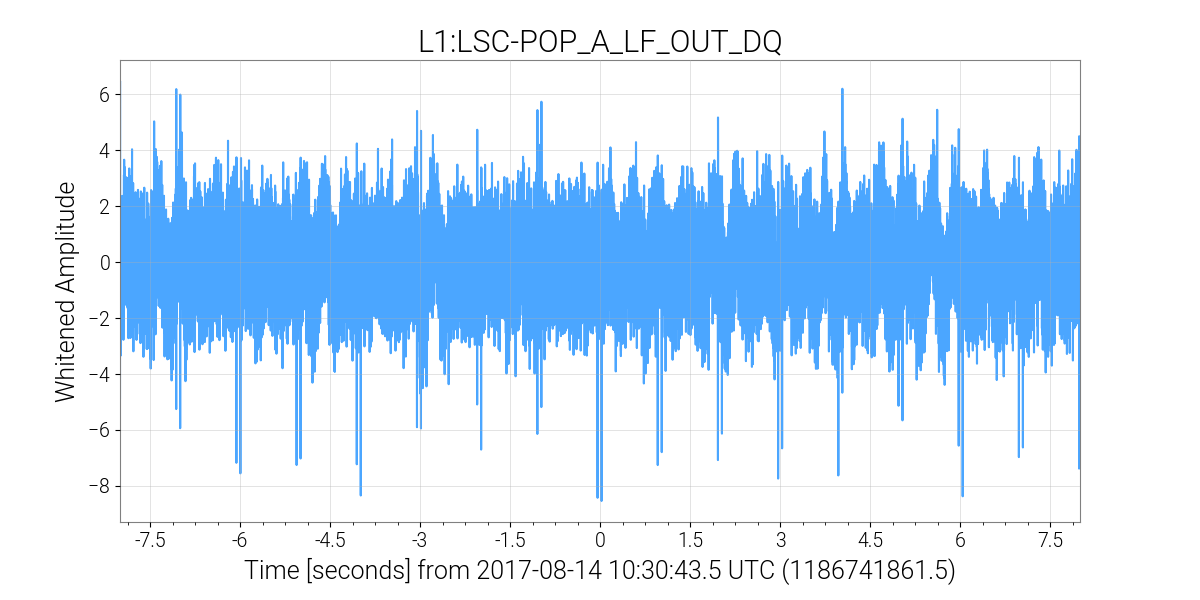 L1:LSC-POP_A_LF_OUT_DQ
Whitened Amplitude
6
4
2
0
−2
−4
−6
−8
-7.5 -6 -4.5 -3 -1.5 0 1.5 3 4.5 6 7.5
Time [seconds] from 2017-08-14 10:30:43.5 UTC (1186741861.5)